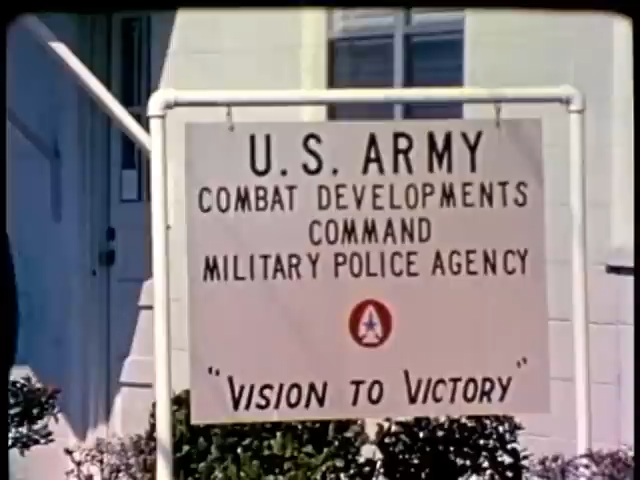 U.S. ARMY
COMBAT DEVELOPMENTS
COMMAND
MILITARY POLICE AGENCY
"VISION TO VICTORY"